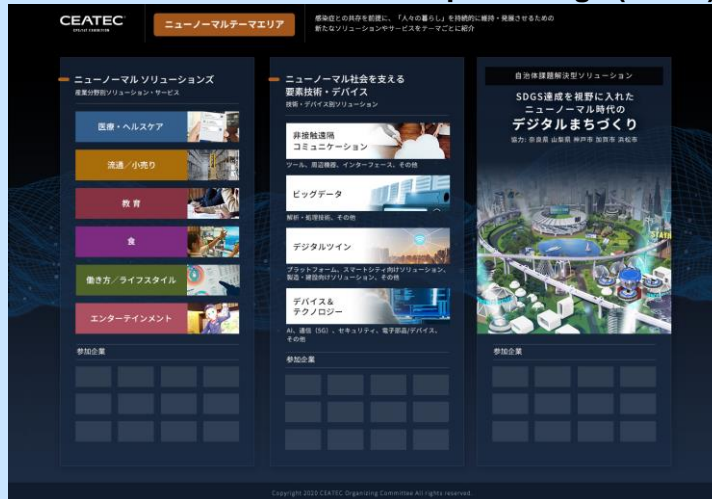 CEATEC
ニューノーマルテーマエリア
感染症との共存を前提に、「人々の暮らし」を持続的に維持・発展させるための
新たなソリューションやサービスをテーマごとに紹介
ニューノーマル ソリューションズ
産業分野別ソリューション・サービス
医療・ヘルスケア
流通／小売り
教育
食
働き方／ライフスタイル
エンターテインメント
参加企業
ニューノーマル社会を支える
要素技術・デバイス
技術・デバイス別ソリューション
非接触遠隔
コミュニケーション
ツール、周辺機器、インターフェース、その他
ビッグデータ
解析・処理技術、その他
デジタルツイン
プラットフォーム、スマートシティ向けソリューション、
製造・建設向けソリューション、その他
デバイス＆
テクノロジー
AI、通信（5G）、セキュリティ、電子部品/デバイス、
その他
参加企業
自治体課題解決型ソリューション
SDGS達成を視野に入れた
ニューノーマル時代の
デジタルまちづくり
協力: 奈良県 山梨県 神戸市 加賀市 浜松市
参加企業
Copyright 2020 CEATEC Organizing Committee All rights reserved.